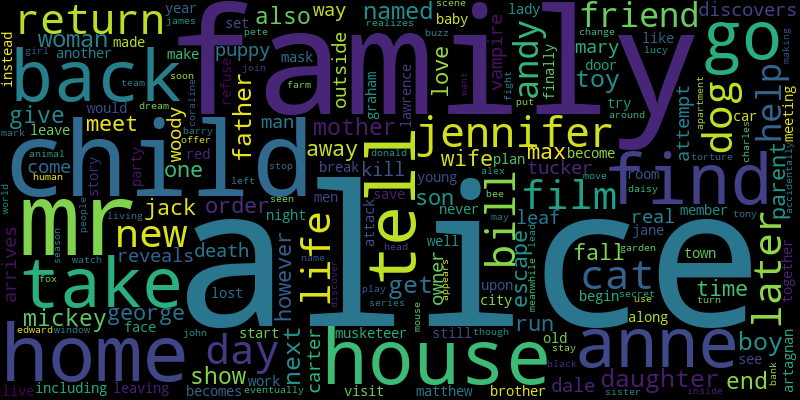 return
family
friend
discovers
named
way
year
james
also
set
baby
lady
scene
realizes
pete
buzz
woman
another
made
puppy
mask
make
back
instead
girl
team
soon
refuse
join
farm
outside
love
vampire
andy
mary
toy
like
lucy
change
making
door
finally
go
dog
help
give
would
meet
woody
father
man
mother
graham
lawrence
want
fight
put
try
around
apartment
attempt
car
meeting
dream
coraline
barry
offer
stop
donald
leave
mark
come
animal
human
child
party
story
one
red
away
kill
break
tell
jennifer
wife
max
plan
become
tucker
young
son
alex
bee
bill
film
find
room
move
daisy
torture
charles
parent
accidentally
mr
jack
new
order
left
seen
men
save
night
attack
never
may
leaf
real
member
jane
tony
world
people
living
name
life
discover
head
well
owner
escape
meanwhile
lead
fall
garden
town
arrives
season
watch
reveals
death
however
get
appears
upon
city
cat
begin
secret
use
turn
time
later
together
take
fox
lost
play
series
mouse
run
along
boy
mickey
george
alice
edward
window
face
john
start
musketeer
still
though
old
stay
see
home
day
next
carter
house
black
anne
bank
artagnan
live
including
leaving
show
work
becomes
eventually
visit
matthew
brother
dale
sister
daughter
inside
end